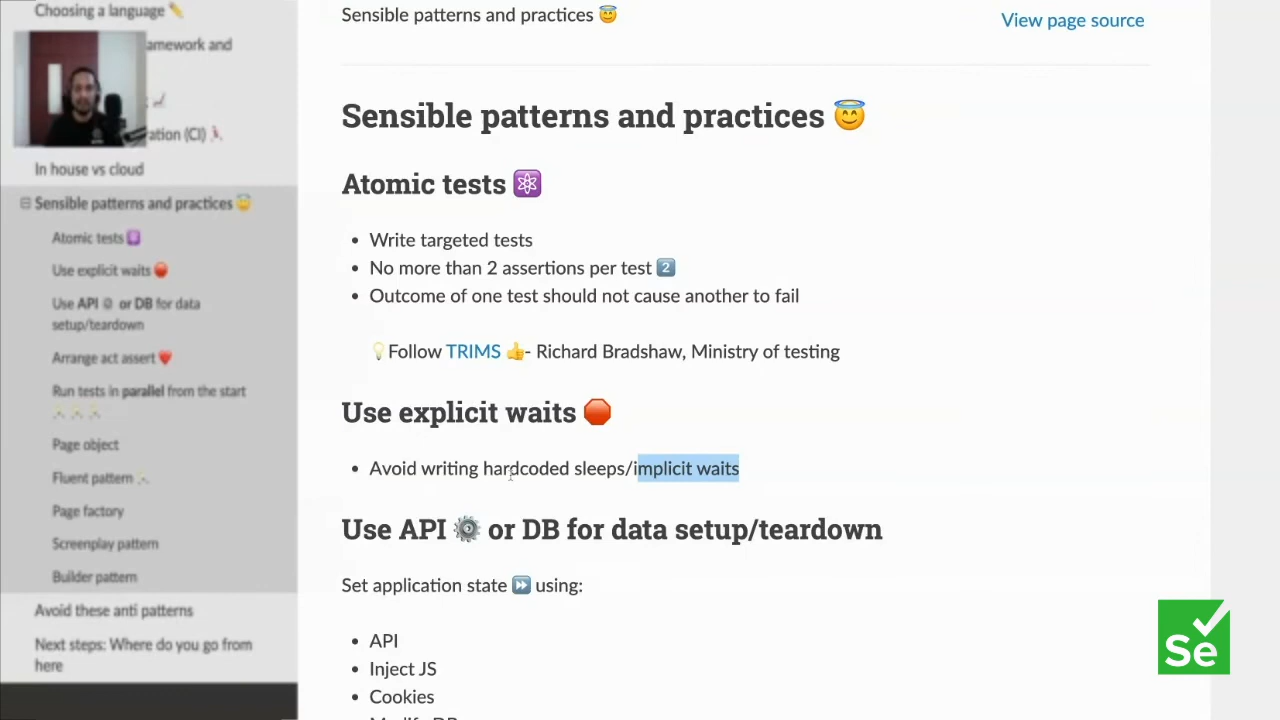 Choosing a language ✏️
amework and
ation (CI)
In house vs cloud
Sensible patterns and practices 😇
Atomic tests ⚛️
Use explicit waits 🛑
Use API ⚙️ or DB for data
setup/teardown
Arrange act assert ❤️
Run tests in parallel from the start
Page object
Fluent pattern
Page factory
Screenplay pattern
Builder pattern
Avoid these anti patterns
Next steps: Where do you go from
here
Sensible patterns and practices 😇
View page source
Sensible patterns and practices 😇
Atomic tests ⚛️
• Write targeted tests
• No more than 2 assertions per test 2️⃣
• Outcome of one test should not cause another to fail
💡Follow TRIMS 👍- Richard Bradshaw, Ministry of testing
Use explicit waits 🛑
• Avoid writing hardcoded sleeps/implicit waits
Use API ⚙️ or DB for data setup/teardown
Set application state ⏩ using:
• API
• Inject JS
• Cookies
• Modify DB
Se